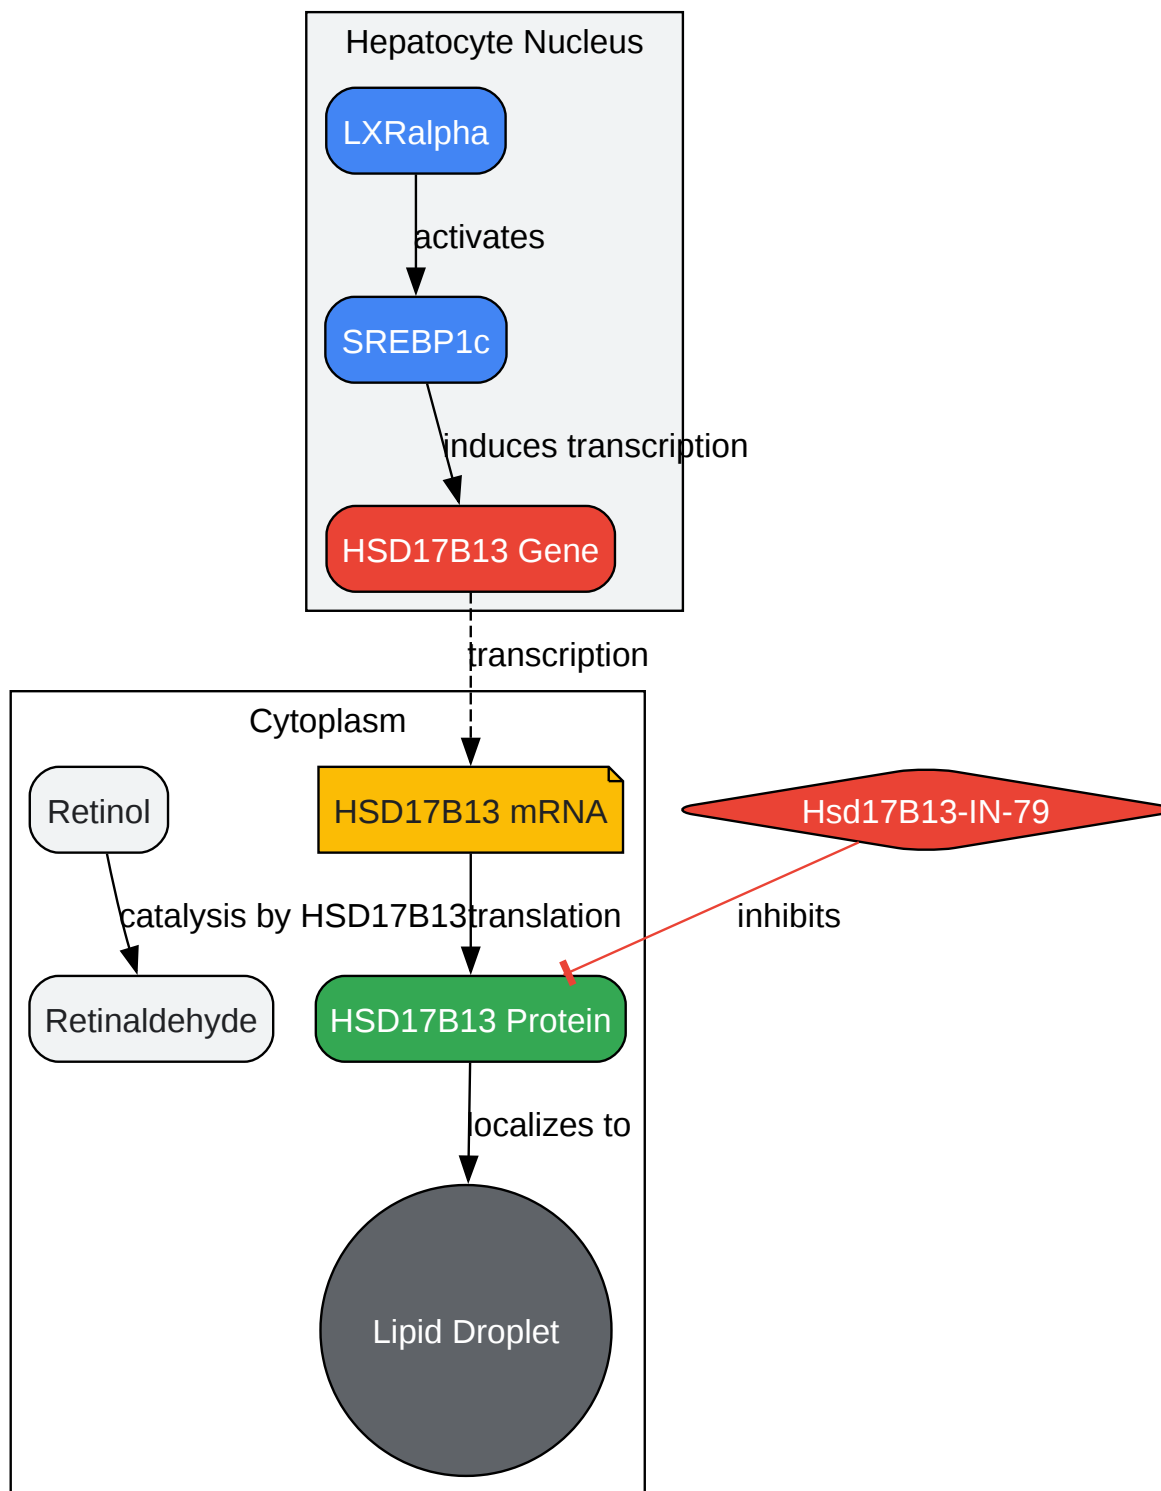 Hepatocyte Nucleus
LXRalpha
activates
SREBP1c
induces transcription
HSD17B13 Gene
transcription
Cytoplasm
Retinol
HSD17B13 mRNA
Hsd17B13-IN-79
catalysis by HSD17B13
translation
inhibits
Retinaldehyde
HSD17B13 Protein
localizes to
Lipid Droplet